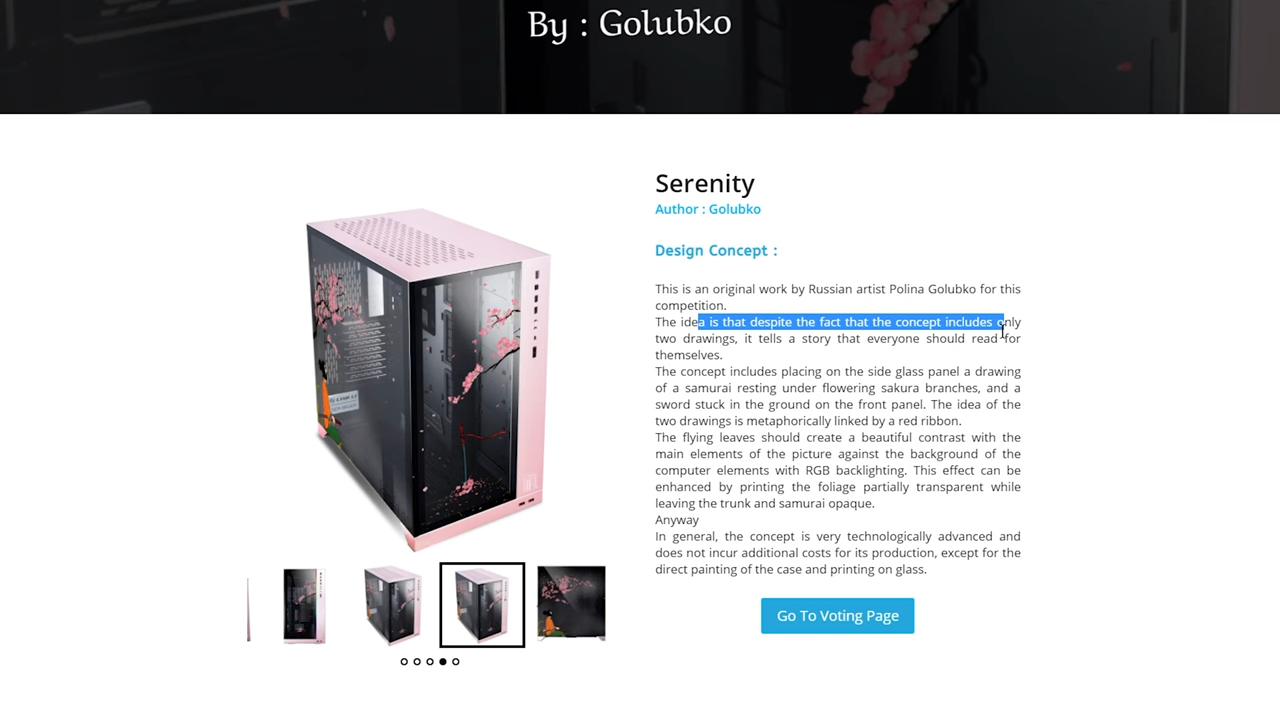 By : Golubko
Serenity
Author : Golubko
Design Concept :
This is an original work by Russian artist Polina Golubko for this
competition.
The idea is that despite the fact that the concept includes only
two drawings, it tells a story that everyone should read for
themselves.
The concept includes placing on the side glass panel a drawing
of a samurai resting under flowering sakura branches, and a
sword stuck in the ground on the front panel. The idea of the
two drawings is metaphorically linked by a red ribbon.
The flying leaves should create a beautiful contrast with the
main elements of the picture against the background of the
computer elements with RGB backlighting. This effect can be
enhanced by printing the foliage partially transparent while
leaving the trunk and samurai opaque.
Anyway
In general, the concept is very technologically advanced and
does not incur additional costs for its production, except for the
direct painting of the case and printing on glass.
Go To Voting Page